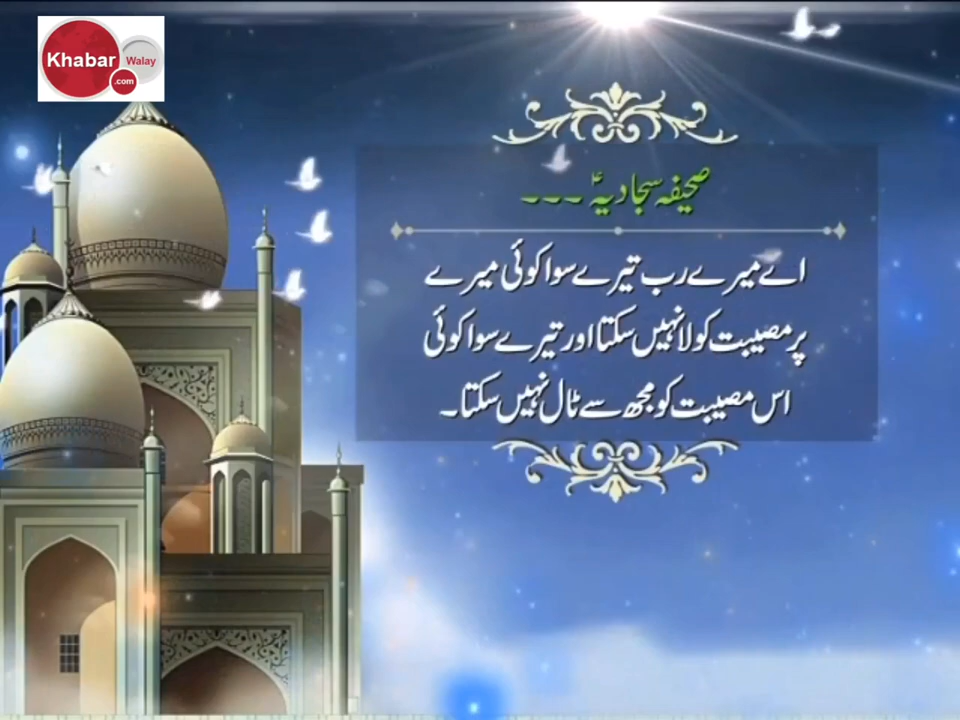 Khabar
Walay
.com
صحیفہ سجادیہؑ ۔۔۔
اے میرے رب تیرے سوا کوئی میرے
پر مصیبت کو لا نہیں سکتا اور تیرے سوا کوئی
اس مصیبت کو مجھ سے ٹال نہیں سکتا۔